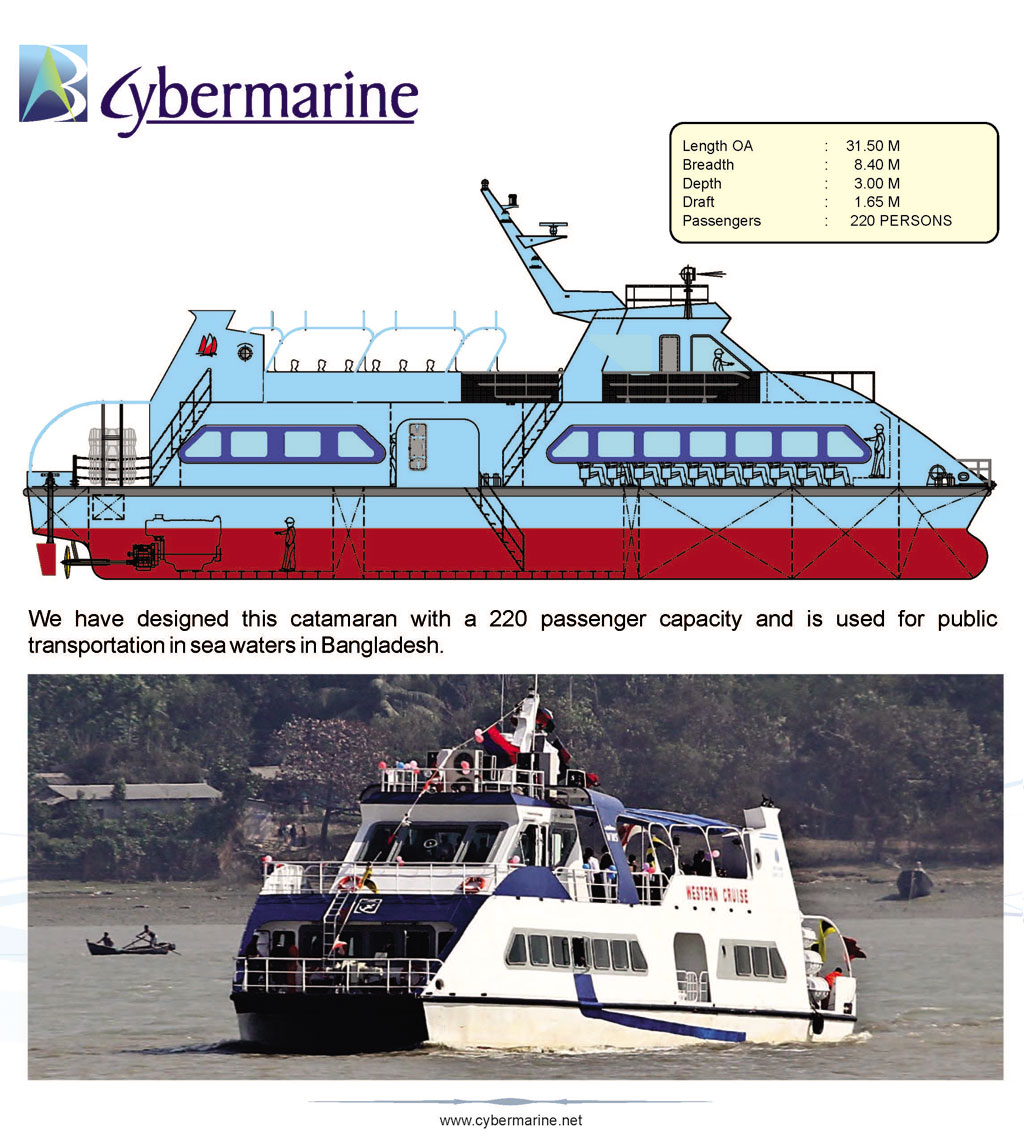 Cybermarine
Length OA : 31.50 M
Breadth : 8.40 M
Depth : 3.00 M
Draft : 1.65 M
Passengers : 220 PERSONS
We have designed this catamaran with a 220 passenger capacity and is used for public
transportation in sea waters in Bangladesh.
WESTERN CRUISE
www.cybermarine.net